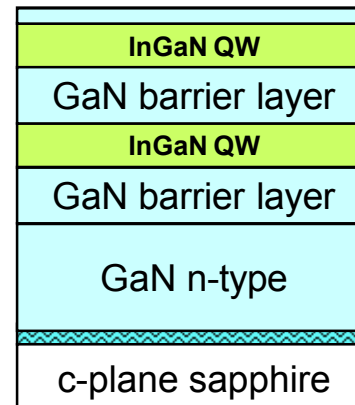 InGaN QW
GaN barrier layer
InGaN QW
GaN barrier layer
GaN n-type
c-plane sapphire